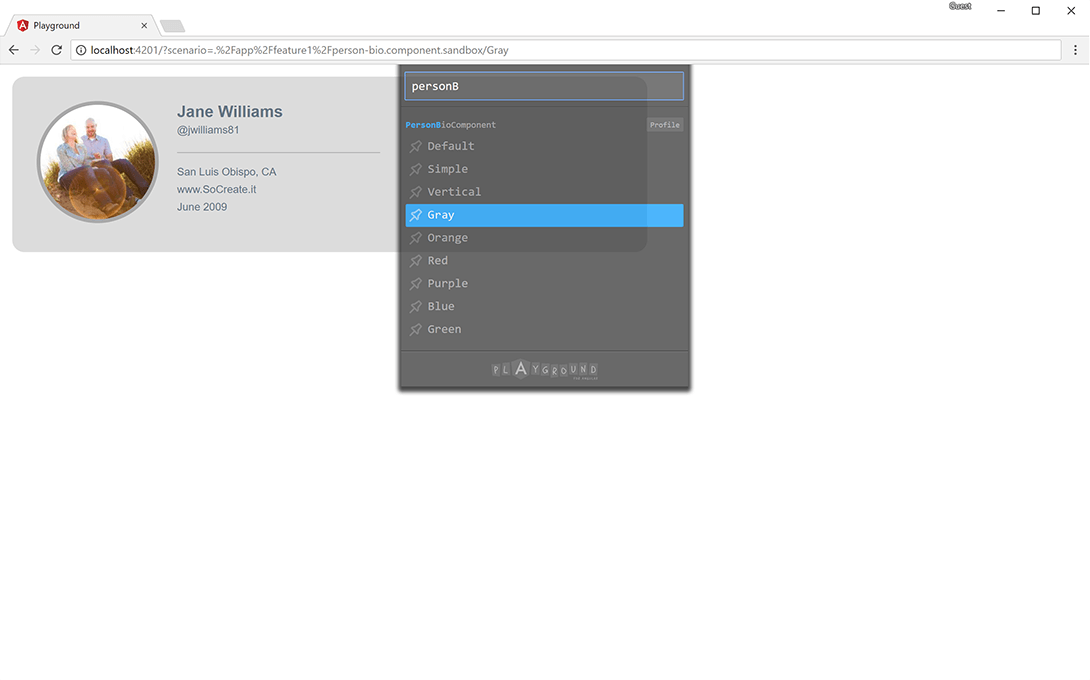 Guest
Playground
localhost:4201/?scenario=.%2Fapp%2Ffeature1%2Fperson-bio.component.sandbox/Gray
Jane Williams
@jwilliams81
San Luis Obispo, CA
www.SoCreate.it
June 2009
personB
PersonBioComponent Profile
Default
Simple
Vertical
Gray
Orange
Red
Purple
Blue
Green
PLAYGROUND